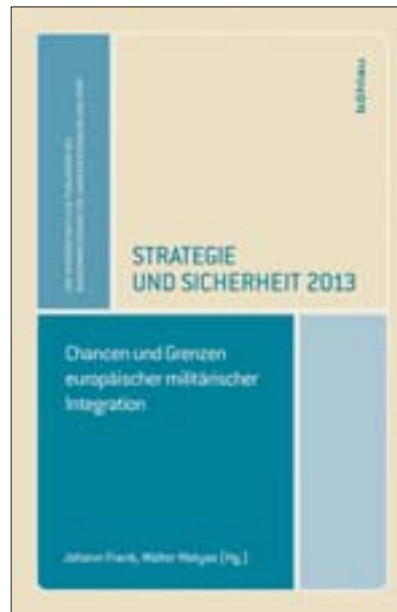 böhlau
STRATEGIE
UND SICHERHEIT 2013
Chancen und Grenzen
europäischer militärischer
Integration
Johann Frank, Walter Matyas (Hg.)